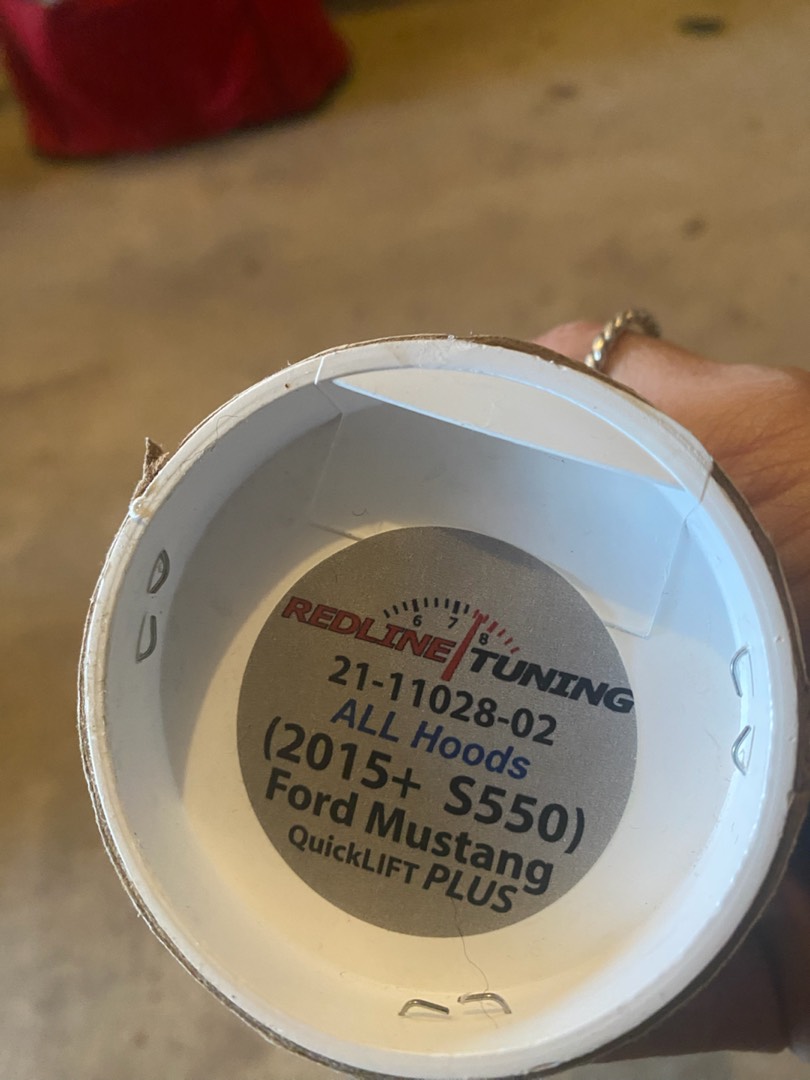 6 7 8
REDLINE TUNING
21-11028-02
ALL Hoods
(2015+ S550)
Ford Mustang
QuickLIFT PLUS